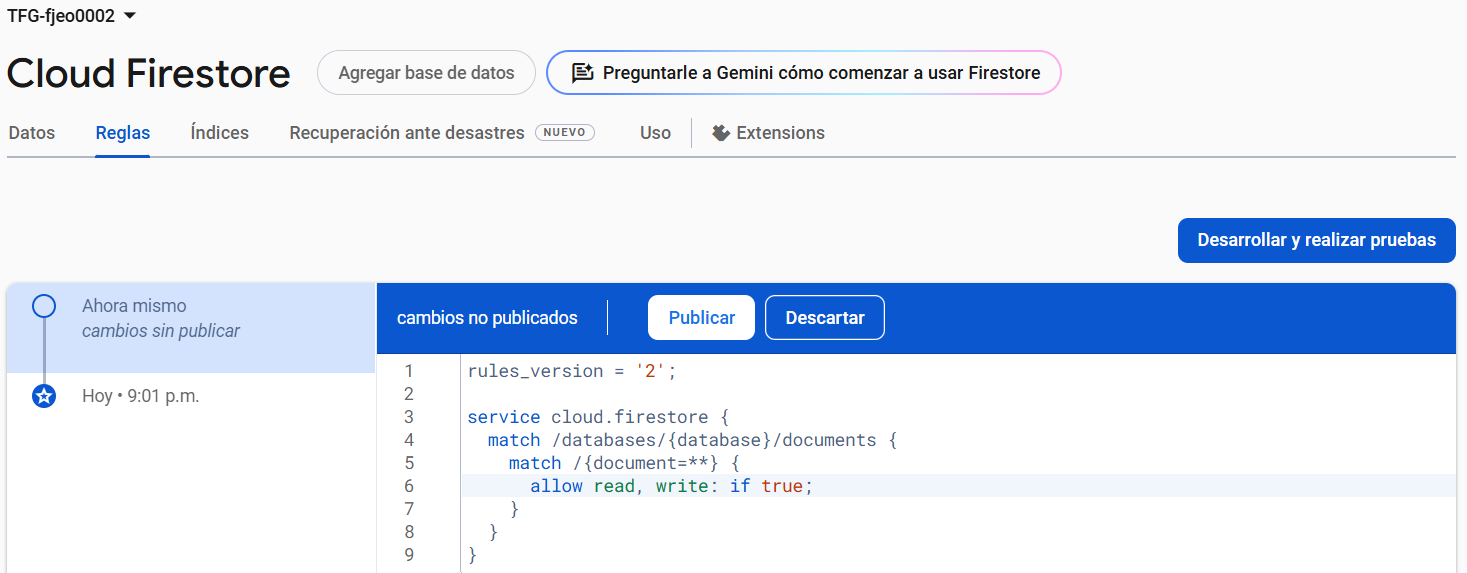 TFG-fjeo0002
Cloud Firestore
Agregar base de datos
Preguntarle a Gemini cómo comenzar a usar Firestore
Datos
Reglas
Índices
Recuperación ante desastres
NUEVO
Uso
Extensions
Desarrollar y realizar pruebas
Ahora mismo
cambios sin publicar
Hoy • 9:01 p.m.
cambios no publicados
Publicar
Descartar
1 rules_version = '2';
2
3 service cloud.firestore {
4   match /databases/{database}/documents {
5     match /{document=**} {
6       allow read, write: if true;
7     }
8   }
9 }